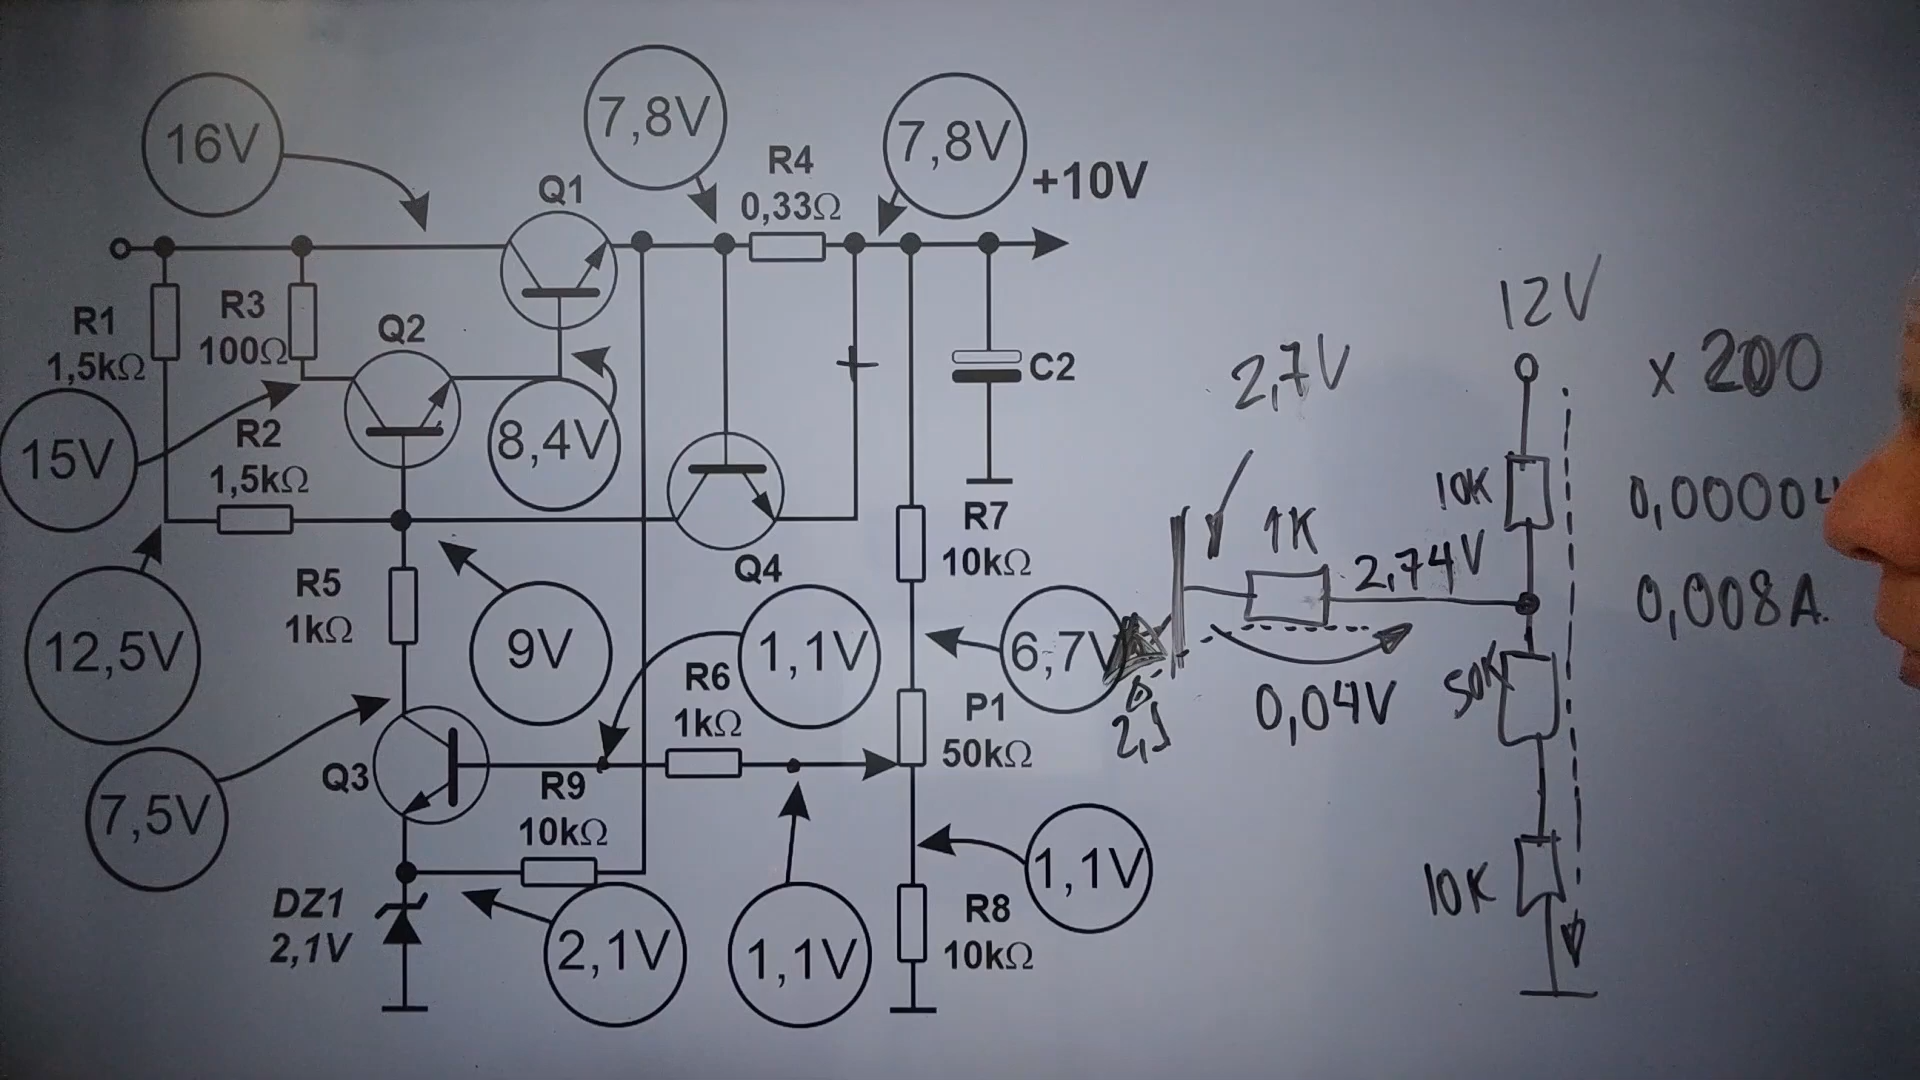 16V
7,8V
7,8V
+10V
R4
0,33Ω
Q1
R1
1,5kΩ
R3
100Ω
Q2
15V
8,4V
R2
1,5kΩ
C2
12V
x 200
2,7V
10K
0,00004
1K
2,74V
0,008A.
Q4
R7
10kΩ
R5
1kΩ
12,5V
9V
1,1V
6,7V
R6
1kΩ
P1
50kΩ
0,04V
50K
7,5V
Q3
R9
10kΩ
1,1V
R8
10kΩ
10K
DZ1
2,1V
2,1V
1,1V